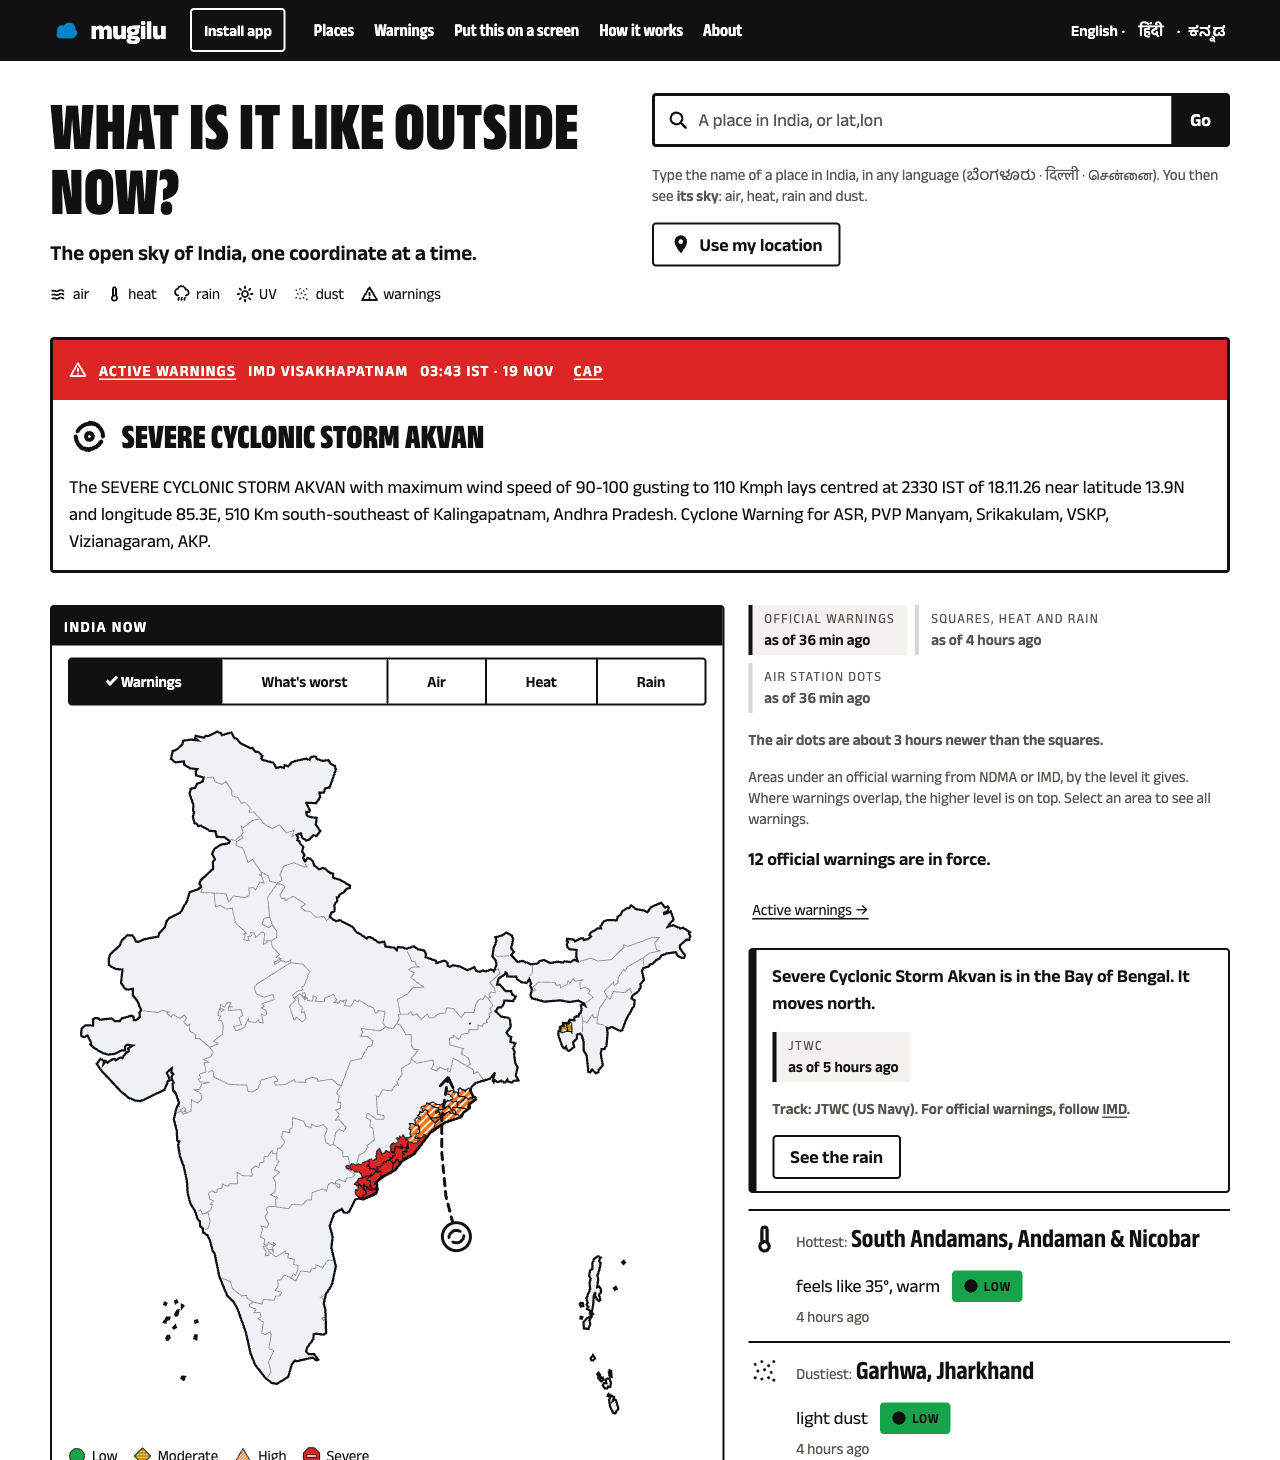 mugilu
Install app
Places
Warnings
Put this on a screen
How it works
About
English · हिंदी · ಕನ್ನಡ
WHAT IS IT LIKE OUTSIDE
NOW?
The open sky of India, one coordinate at a time.
air heat rain UV dust warnings
A place in India, or lat,lon
Go
Type the name of a place in India, in any language (ಬೆಂಗಳೂರು · दिल्ली · சென்னை). You then
see its sky: air, heat, rain and dust.
Use my location
ACTIVE WARNINGS IMD VISAKHAPATNAM 03:43 IST · 19 NOV CAP
SEVERE CYCLONIC STORM AKVAN
The SEVERE CYCLONIC STORM AKVAN with maximum wind speed of 90-100 gusting to 110 Kmph lays centred at 2330 IST of 18.11.26 near latitude 13.9N
and longitude 85.3E, 510 Km south-southeast of Kalingapatnam, Andhra Pradesh. Cyclone Warning for ASR, PVP Manyam, Srikakulam, VSKP,
Vizianagaram, AKP.
INDIA NOW
Warnings
What's worst
Air
Heat
Rain
Low Moderate High Severe
OFFICIAL WARNINGS
as of 36 min ago
SQUARES, HEAT AND RAIN
as of 4 hours ago
AIR STATION DOTS
as of 36 min ago
The air dots are about 3 hours newer than the squares.
Areas under an official warning from NDMA or IMD, by the level it gives.
Where warnings overlap, the higher level is on top. Select an area to see all
warnings.
12 official warnings are in force.
Active warnings →
Severe Cyclonic Storm Akvan is in the Bay of Bengal. It
moves north.
JTWC
as of 5 hours ago
Track: JTWC (US Navy). For official warnings, follow IMD.
See the rain
Hottest: South Andamans, Andaman & Nicobar
feels like 35°, warm LOW
4 hours ago
Dustiest: Garhwa, Jharkhand
light dust LOW
4 hours ago